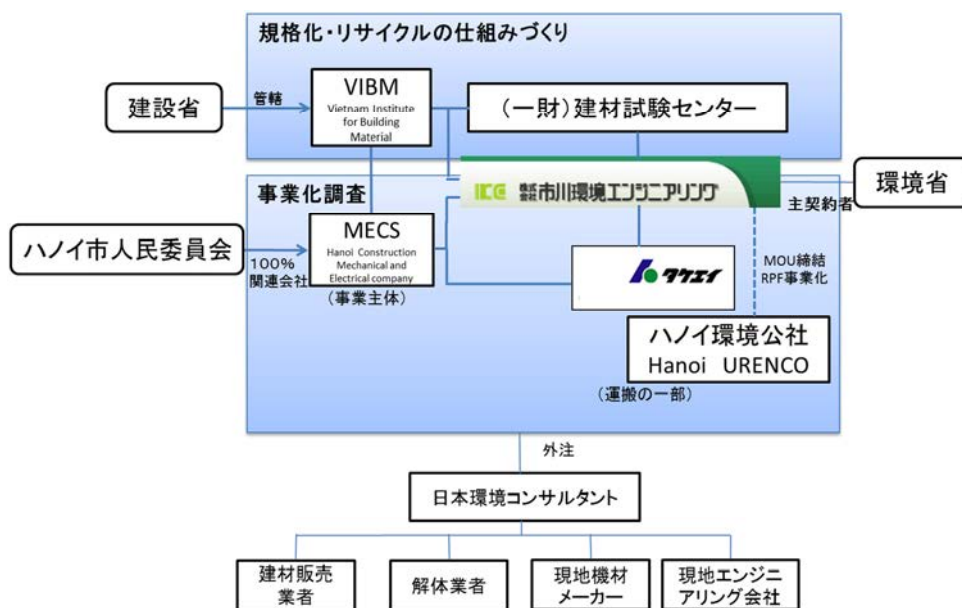 規格化・リサイクルの仕組みづくり
建設省
管轄
VIBM
Vietnam Institute
for Building
Material
(一財)建材試験センター
ICE 株式会社市川環境エンジニアリング
環境省
主契約者
事業化調査
ハノイ市人民委員会
100%
関連会社
MECS
Hanoi Construction
Mechanical and
Electrical company
(事業主体)
タケエイ
MOU締結
RPF事業化
ハノイ環境公社
Hanoi URENCO
(運搬の一部)
外注
日本環境コンサルタント
建材販売
業者
解体業者
現地機材
メーカー
現地エンジニ
アリング会社